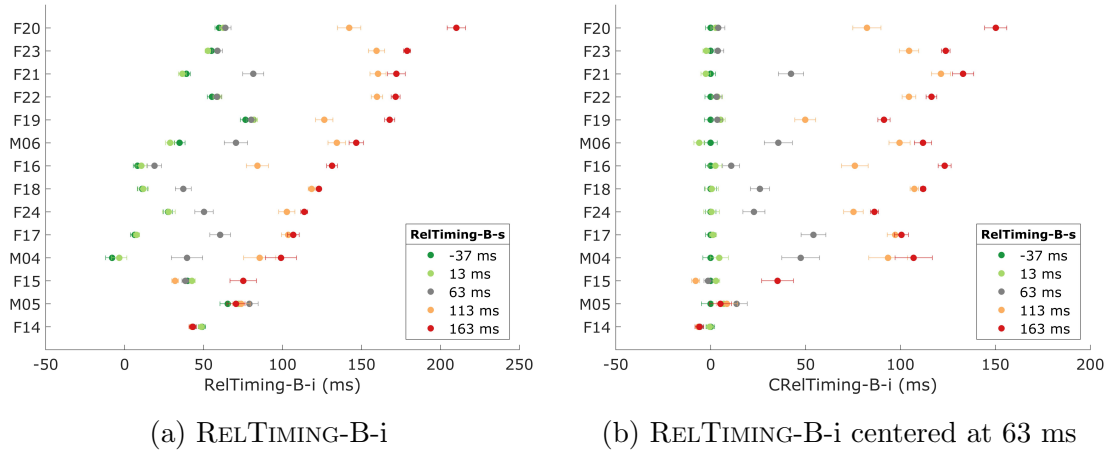 F20
F23
F21
F22
F19
M06
F16
F18
F24
F17
M04
F15
M05
F14
RelTiming-B-s
-37 ms
13 ms
63 ms
113 ms
163 ms
-50 0 50 100 150 200 250
RelTiming-B-i (ms)
(a) RELTIMING-B-i
F20
F23
F21
F22
F19
M06
F16
F18
F24
F17
M04
F15
M05
F14
RelTiming-B-s
-37 ms
13 ms
63 ms
113 ms
163 ms
-50 0 50 100 150 200
CRelTiming-B-i (ms)
(b) RELTIMING-B-i centered at 63 ms